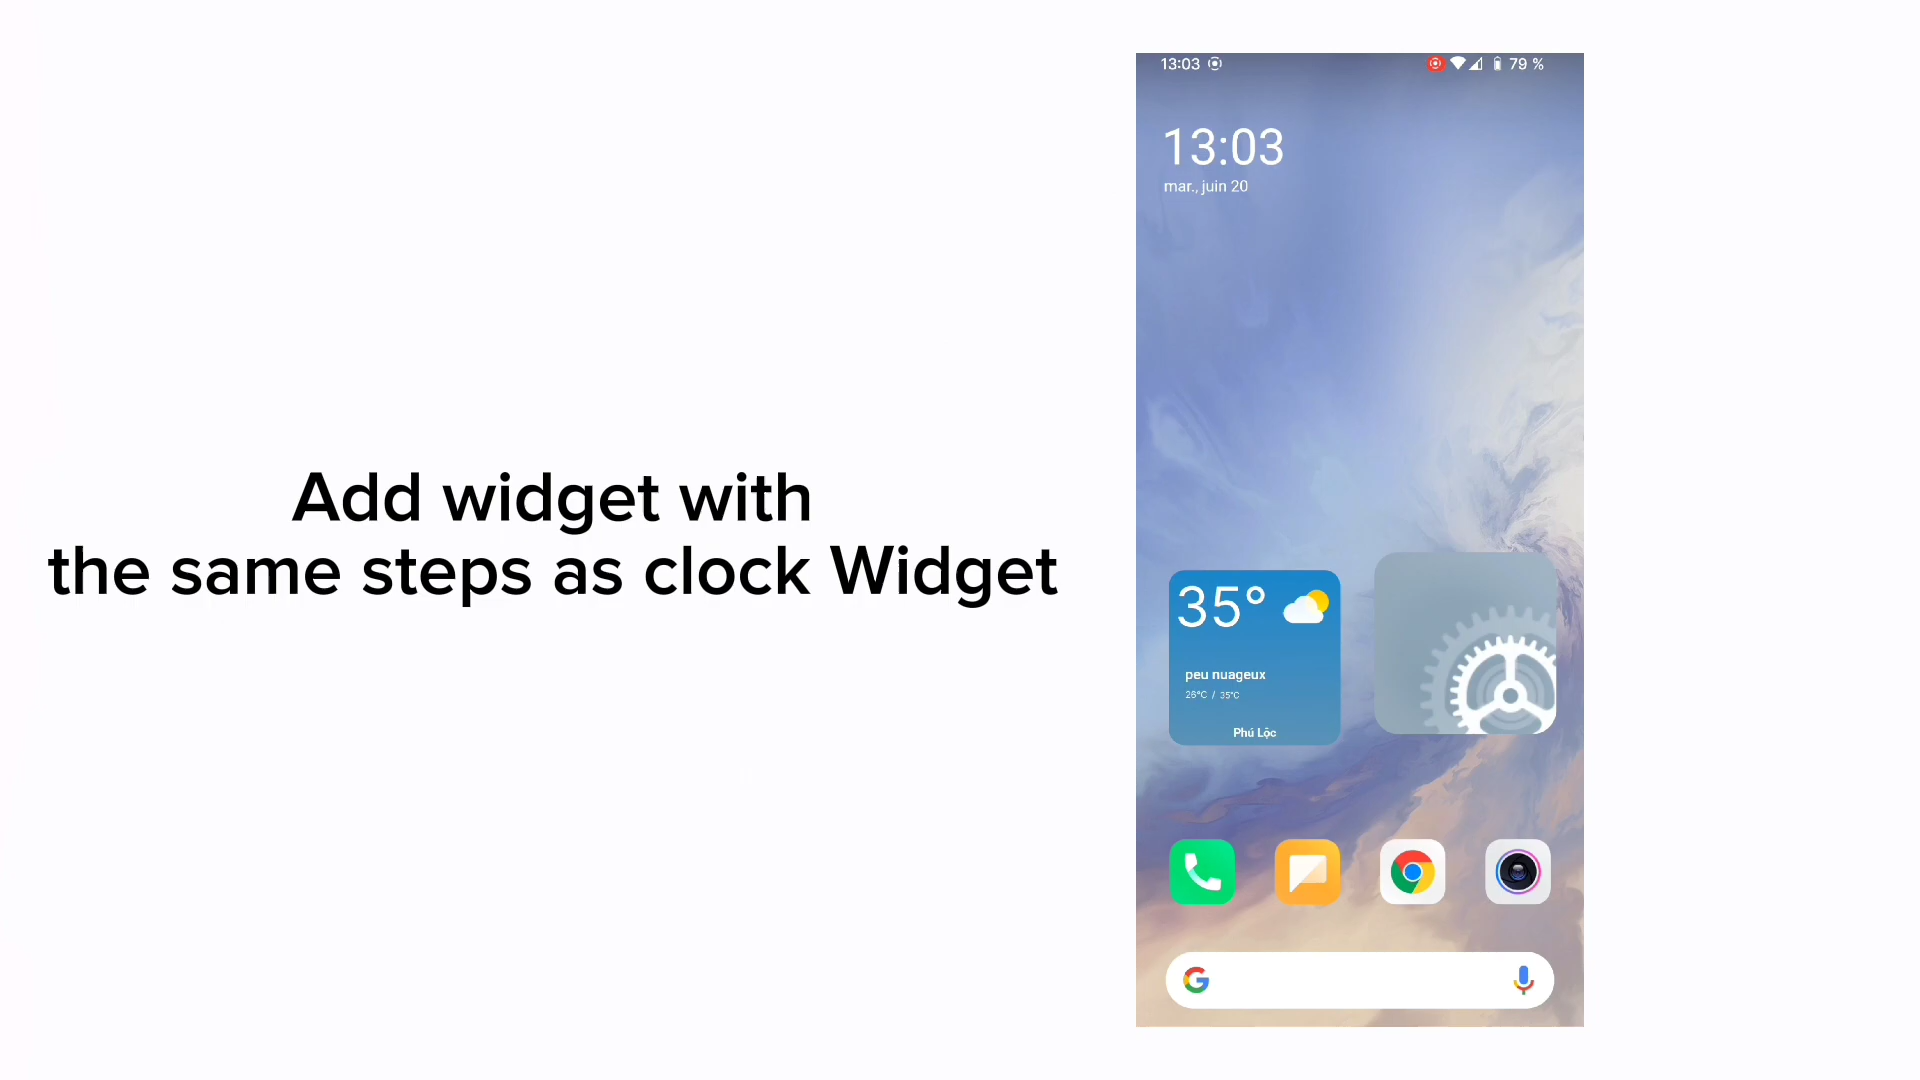 Add widget with
the same steps as clock Widget
13:03
79 %
13:03
mar., juin 20
35°
peu nuageux
26°C / 35°C
Phú Lộc